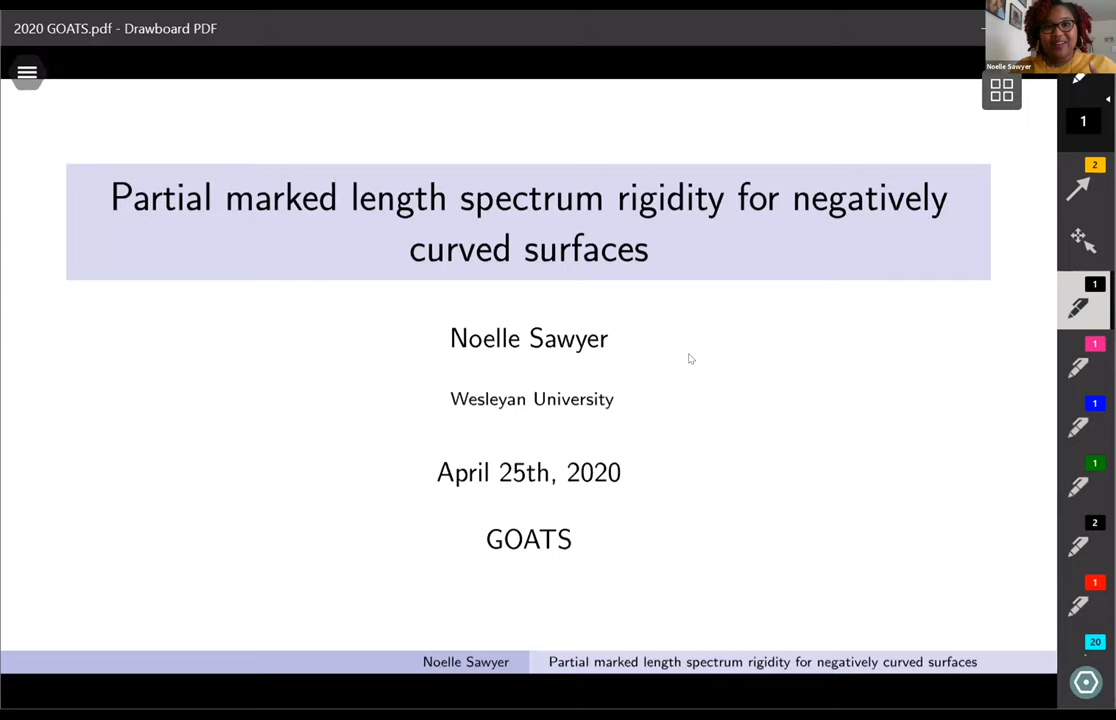 2020 GOATS.pdf - Drawboard PDF
Noelle Sawyer
1
2
Partial marked length spectrum rigidity for negatively
curved surfaces
1
Noelle Sawyer
1
Wesleyan University
1
April 25th, 2020
1
GOATS
2
1
20
Noelle Sawyer
Partial marked length spectrum rigidity for negatively curved surfaces